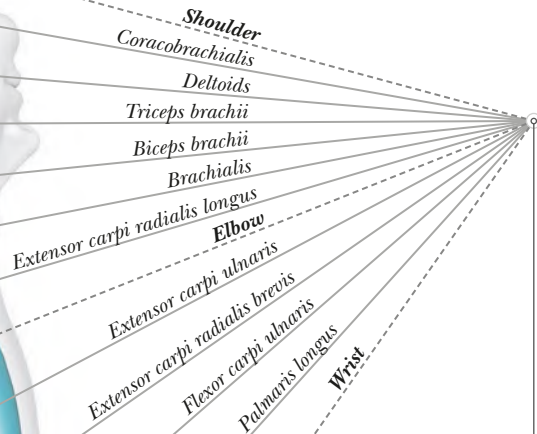 Shoulder
Coracobrachialis
Deltoids
Triceps brachii
Biceps brachii
Brachialis
Extensor carpi radialis longus
Elbow
Extensor carpi ulnaris
Extensor carpi radialis brevis
Flexor carpi ulnaris
Palmaris longus
Wrist